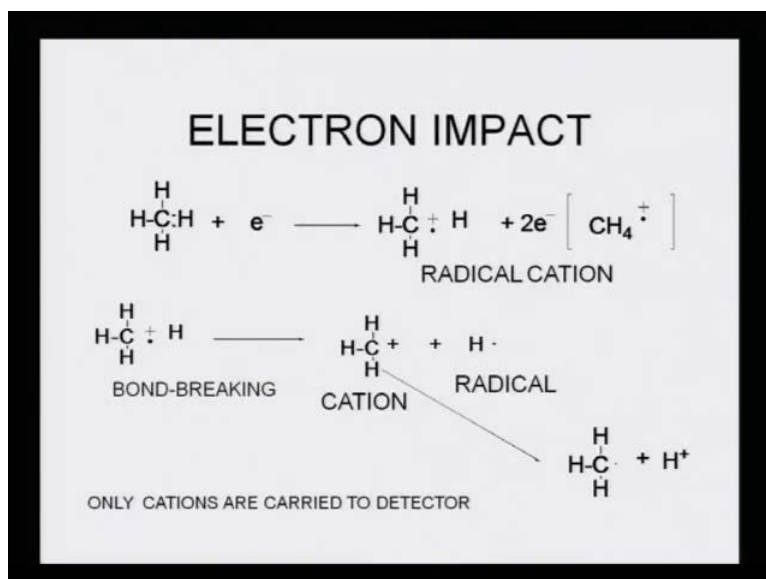 ELECTRON IMPACT
H
H-C:H + e⁻ H-C ⁺. H + 2e⁻ [ CH₄ ⁺. ]
H
H
H
RADICAL CATION
H
H-C ⁺. H
H
H
H-C + + H ·
H
BOND-BREAKING
CATION
RADICAL
H
H-C · + H⁺
H
ONLY CATIONS ARE CARRIED TO DETECTOR